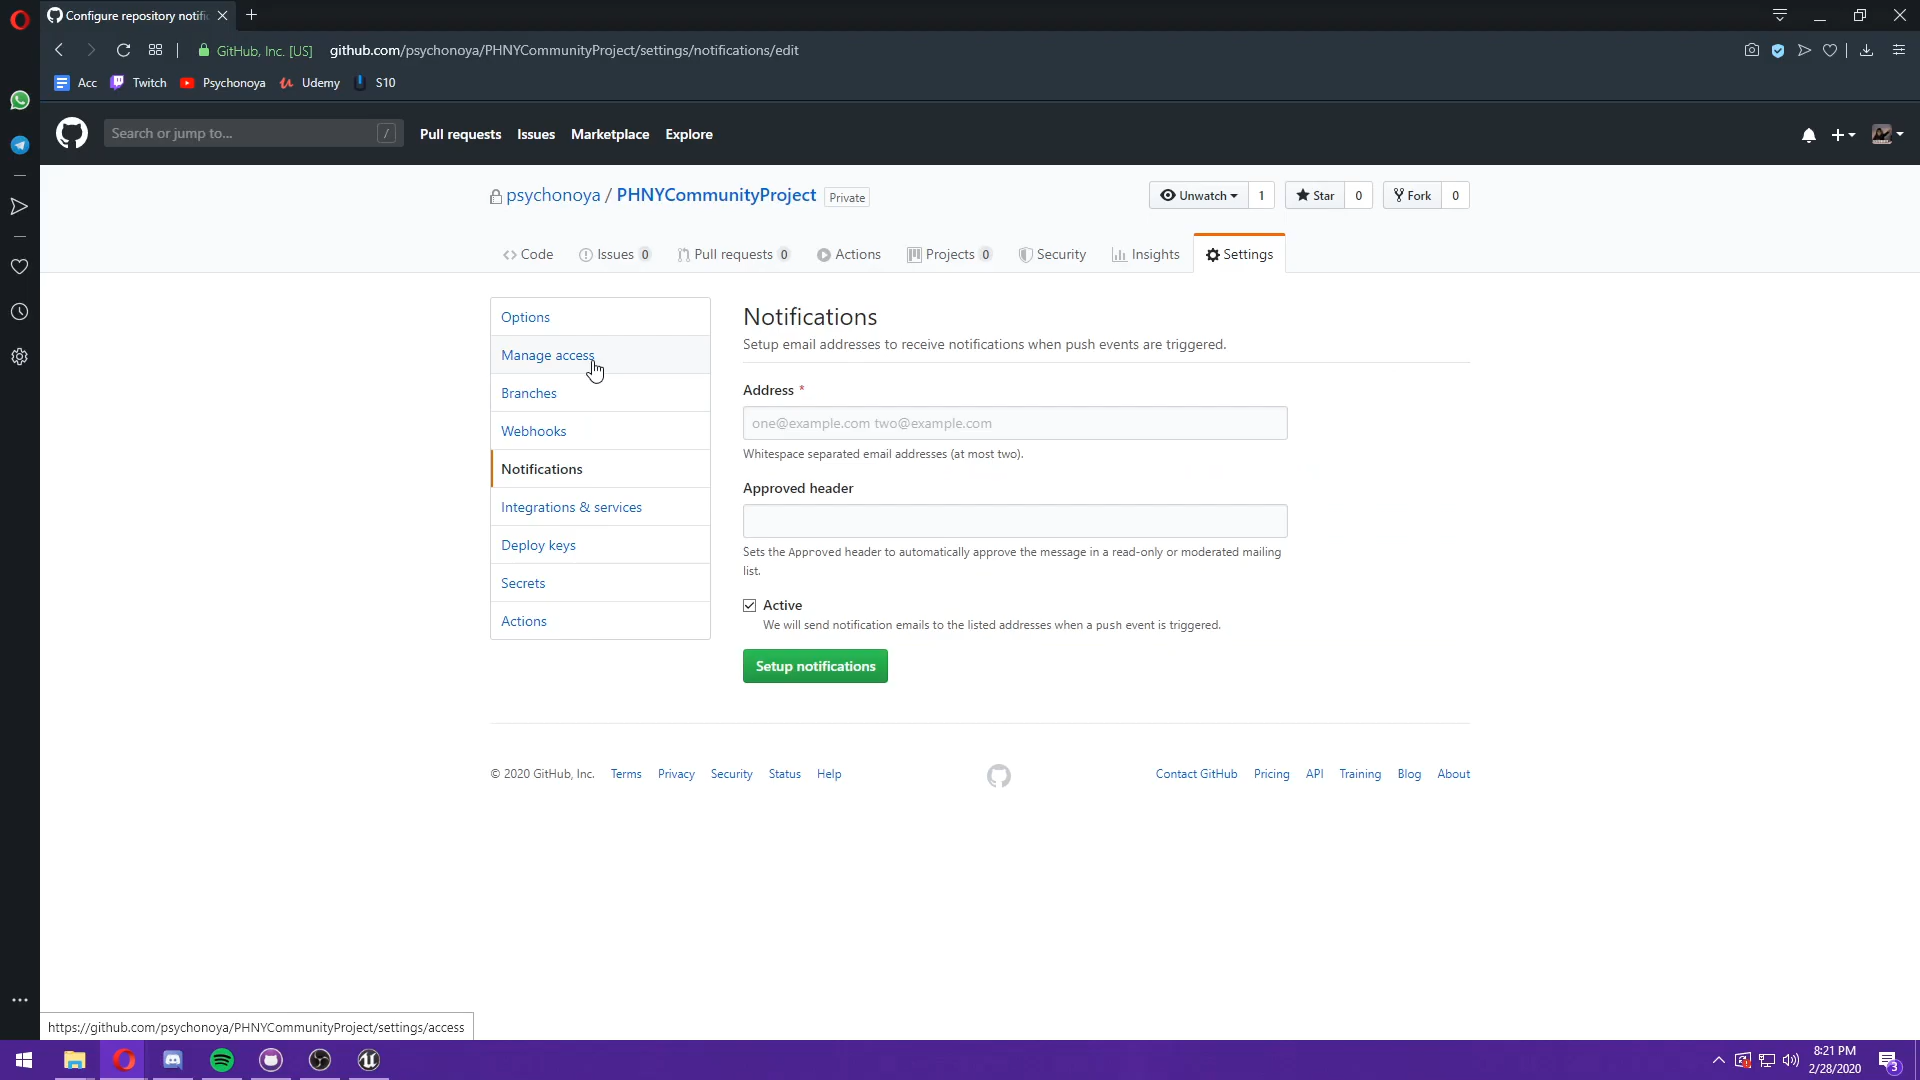 Configure repository notifi
GitHub, Inc. [US]
github.com/psychonoya/PHNYCommunityProject/settings/notifications/edit
Acc
Twitch
Psychonoya
Udemy
S10
Search or jump to...
/
Pull requests
Issues
Marketplace
Explore
psychonoya / PHNYCommunityProject
Private
Unwatch
1
Star
0
Fork
0
Code
Issues 0
Pull requests 0
Actions
Projects 0
Security
Insights
Settings
Options
Manage access
Branches
Webhooks
Notifications
Integrations & services
Deploy keys
Secrets
Actions
Notifications
Setup email addresses to receive notifications when push events are triggered.
Address *
one@example.com two@example.com
Whitespace separated email addresses (at most two).
Approved header
Sets the Approved header to automatically approve the message in a read-only or moderated mailing
list.
Active
We will send notification emails to the listed addresses when a push event is triggered.
Setup notifications
© 2020 GitHub, Inc.
Terms
Privacy
Security
Status
Help
Contact GitHub
Pricing
API
Training
Blog
About
https://github.com/psychonoya/PHNYCommunityProject/settings/access
8:21 PM
2/28/2020
3